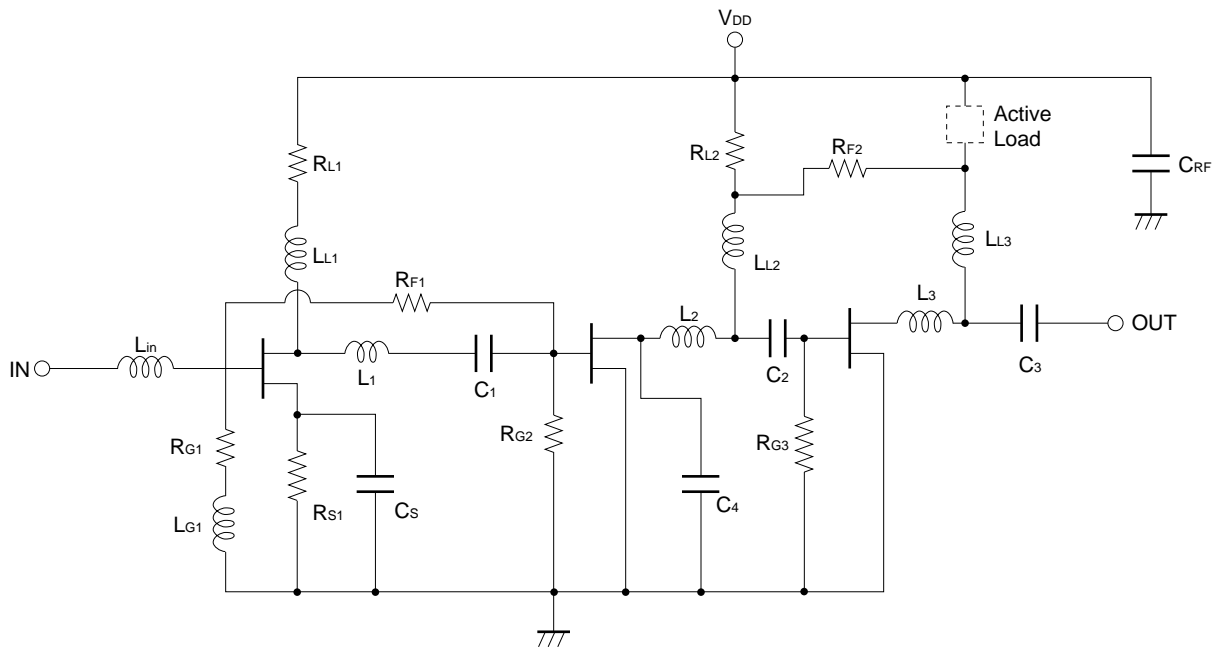 VDD
Active
Load
RL1
RL2
RF2
CRF
LL1
LL2
LL3
RF1
L2
L3
OUT
Lin
IN
L1
C1
C2
C3
RG1
RG2
RG3
LG1
RS1
CS
C4